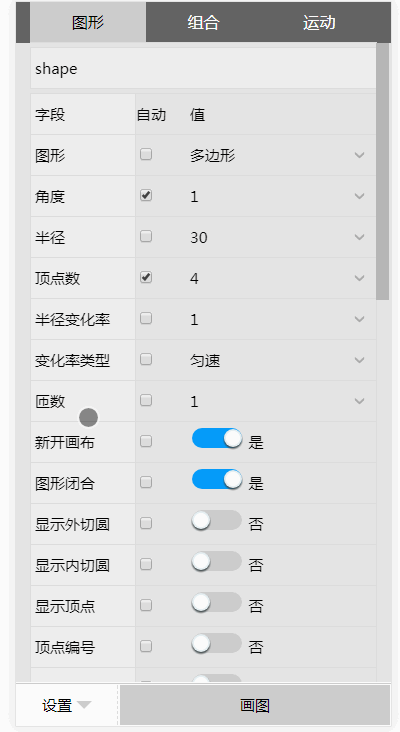 图形 组合 运动
shape
字段 自动 值
图形 多边形
角度 1
半径 30
顶点数 4
半径变化率 1
变化率类型 匀速
匝数 1
新开画布 是
图形闭合 是
显示外切圆 否
显示内切圆 否
显示顶点 否
顶点编号 否
设置 画图